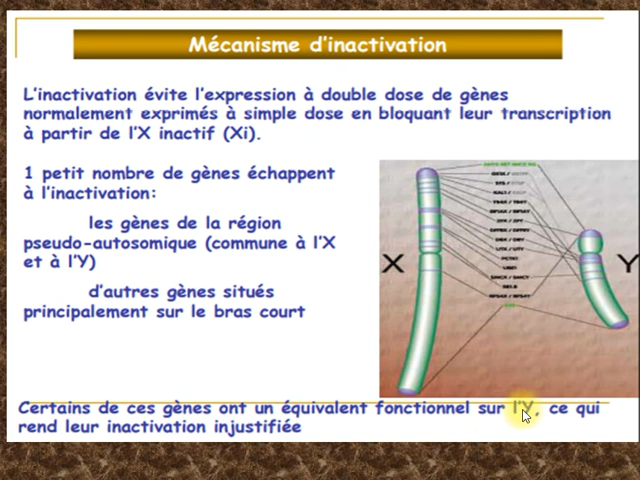 Mécanisme d'inactivation
L'inactivation évite l'expression à double dose de gènes
normalement exprimés à simple dose en bloquant leur transcription
à partir de l'X inactif (Xi).
1 petit nombre de gènes échappent
à l'inactivation:
les gènes de la région
pseudo-autosomique (commune à l'X
et à l'Y)
d'autres gènes situés
principalement sur le bras court
X
Y
Certains de ces gènes ont un équivalent fonctionnel sur l'Y, ce qui
rend leur inactivation injustifiée